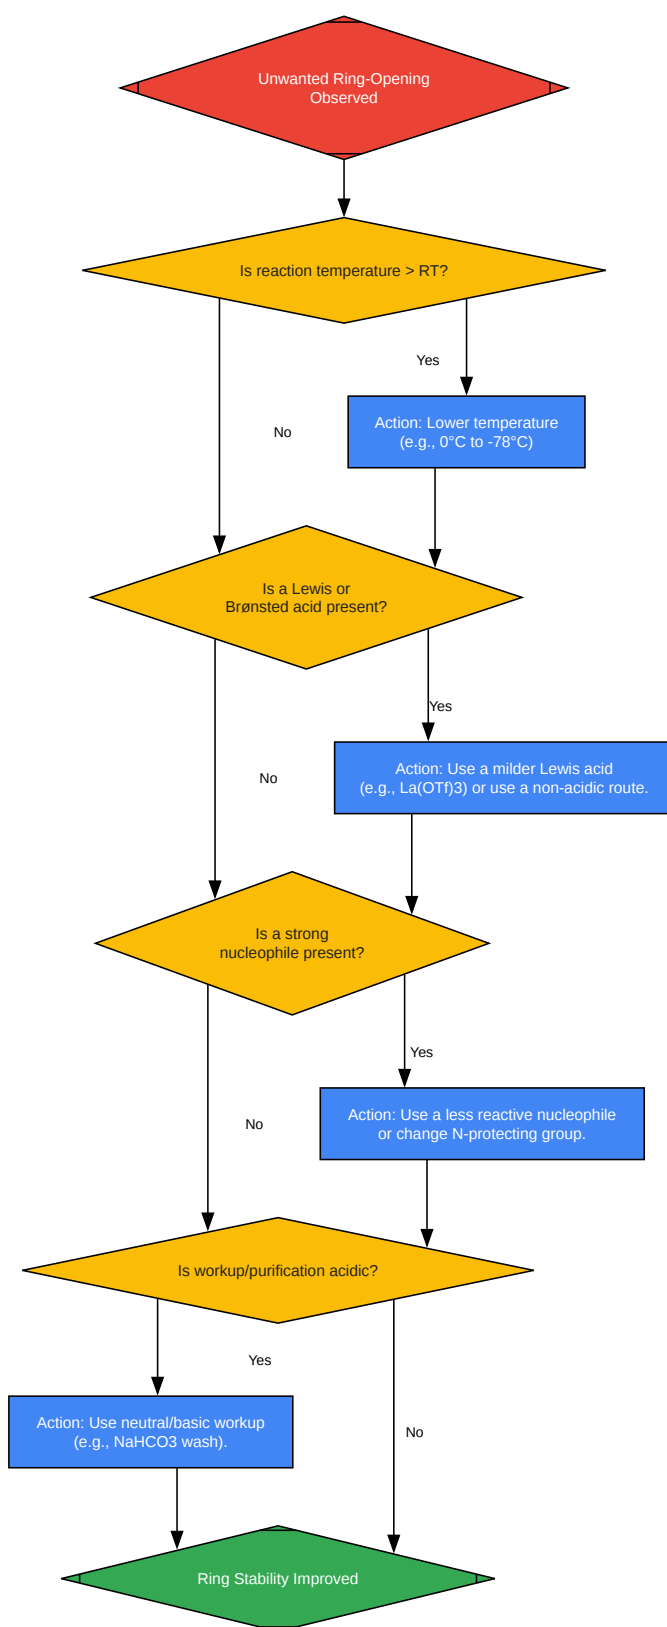 Unwanted Ring-Opening
Observed
Is reaction temperature > RT?
Yes
No
Action: Lower temperature
(e.g., 0°C to -78°C)
Is a Lewis or
Brønsted acid present?
Yes
No
Action: Use a milder Lewis acid
(e.g., La(OTf)3) or use a non-acidic route.
Is a strong
nucleophile present?
Yes
No
Action: Use a less reactive nucleophile
or change N-protecting group.
Is workup/purification acidic?
Yes
No
Action: Use neutral/basic workup
(e.g., NaHCO3 wash).
Ring Stability Improved